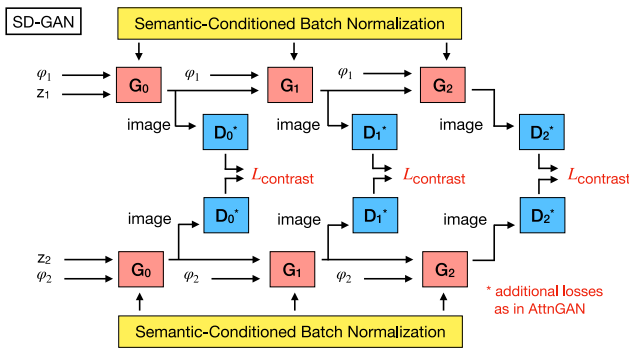 SD-GAN
Semantic-Conditioned Batch Normalization
φ1 φ1 φ1
z1 G0 G1 G2
image image image
D0* D1* D2*
Lcontrast Lcontrast Lcontrast
D0* D1* D2*
image image image
z2 G0 G1 G2
φ2 φ2 φ2
* additional losses
as in AttnGAN
Semantic-Conditioned Batch Normalization